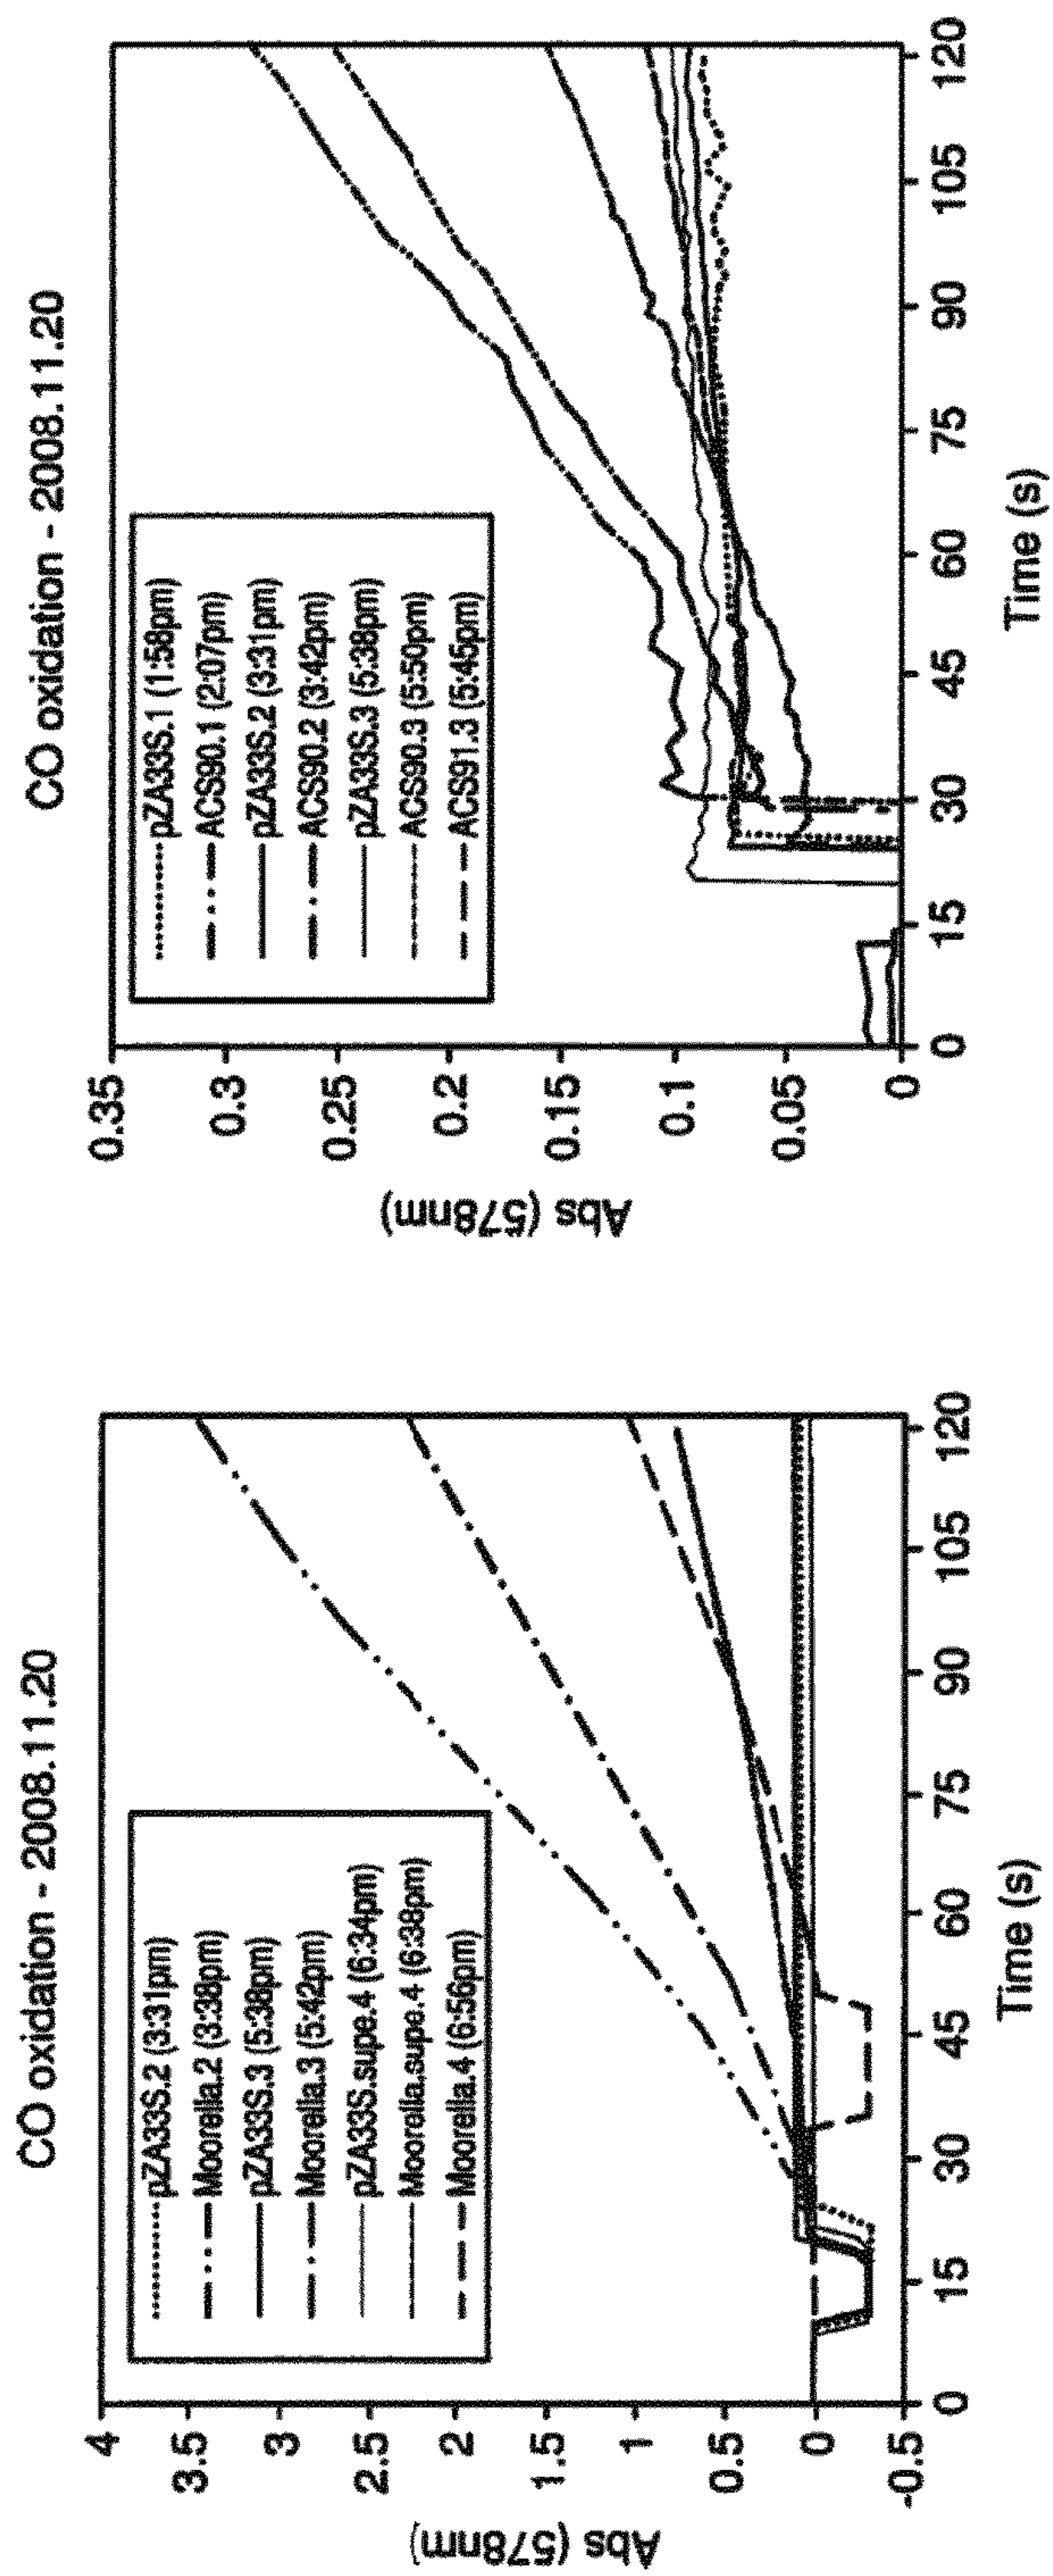 CO oxidation - 2008.11.20
Abs (578nm)
4
3.5
3
2.5
2
1.5
1
0.5
0
-0.5
pZA33S.2 (3:31pm)
Moorella.2 (3:38pm)
pZA33S.3 (5:38pm)
Moorella.3 (5:42pm)
pZA33S.supe.4 (6:34pm)
Moorella.supe.4 (6:38pm)
Moorella.4 (6:56pm)
0 15 30 45 60 75 90 105 120
Time (s)
CO oxidation - 2008.11.20
Abs (578nm)
0.35
0.3
0.25
0.2
0.15
0.1
0.05
0
pZA33S.1 (1:58pm)
ACS90.1 (2:07pm)
pZA33S.2 (3:31pm)
ACS90.2 (3:42pm)
pZA33S.3 (5:38pm)
ACS90.3 (5:50pm)
ACS91.3 (5:45pm)
0 15 30 45 60 75 90 105 120
Time (s)